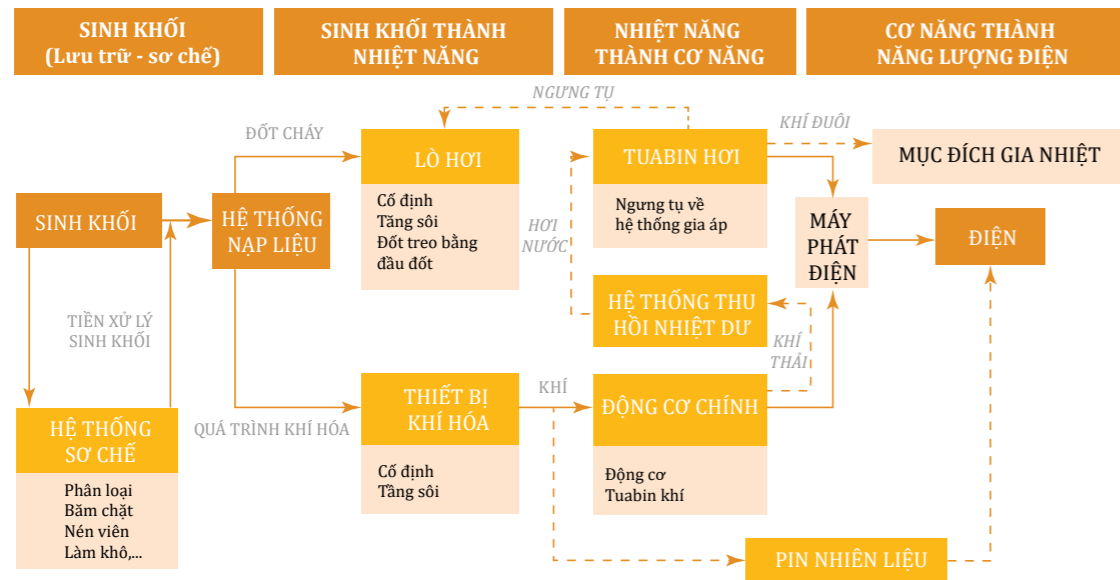 SINH KHỐI
(Lưu trữ - sơ chế)
SINH KHỐI THÀNH
NHIỆT NĂNG
NHIỆT NĂNG
THÀNH CƠ NĂNG
CƠ NĂNG THÀNH
NĂNG LƯỢNG ĐIỆN
NGƯNG TỤ
KHÍ ĐUÔI
ĐỐT CHÁY
LÒ HƠI
Cố định
Tăng sôi
Đốt treo bằng
đầu đốt
TUABIN HƠI
Ngưng tụ về
hệ thống gia áp
MỤC ĐÍCH GIA NHIỆT
SINH KHỐI
HỆ THỐNG
NẠP LIỆU
HƠI
NƯỚC
MÁY
PHÁT
ĐIỆN
ĐIỆN
HỆ THỐNG THU
HỒI NHIỆT DƯ
TIỀN XỬ LÝ
SINH KHỐI
KHÍ
THẢI
HỆ THỐNG
SƠ CHẾ
Phân loại
Băm chặt
Nén viên
Làm khô,...
QUÁ TRÌNH KHÍ HÓA
THIẾT BỊ
KHÍ HÓA
Cố định
Tầng sôi
KHÍ
ĐỘNG CƠ CHÍNH
Động cơ
Tuabin khí
PIN NHIÊN LIỆU